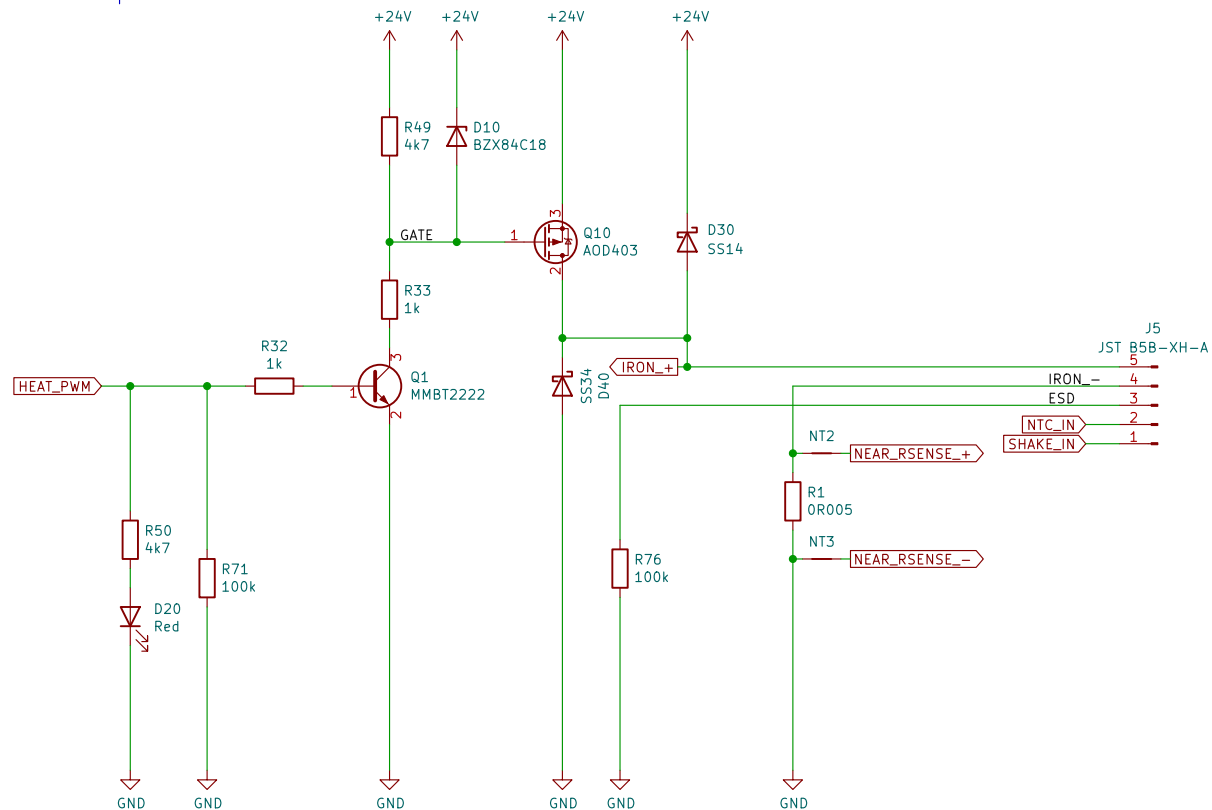 +24V
+24V
+24V
+24V
R49
4k7
D10
BZX84C18
3
Q10
AOD403
1
2
D30
SS14
GATE
R33
1k
R32
1k
HEAT_PWM
3
1
Q1
MMBT2222
2
SS34
D40
IRON_+
J5
JST B5B-XH-A
5
IRON_-
4
ESD
3
NTC_IN
2
SHAKE_IN
1
NT2
NEAR_RSENSE_+
R1
0R005
NT3
NEAR_RSENSE_-
R50
4k7
R71
100k
R76
100k
D20
Red
GND
GND
GND
GND
GND
GND